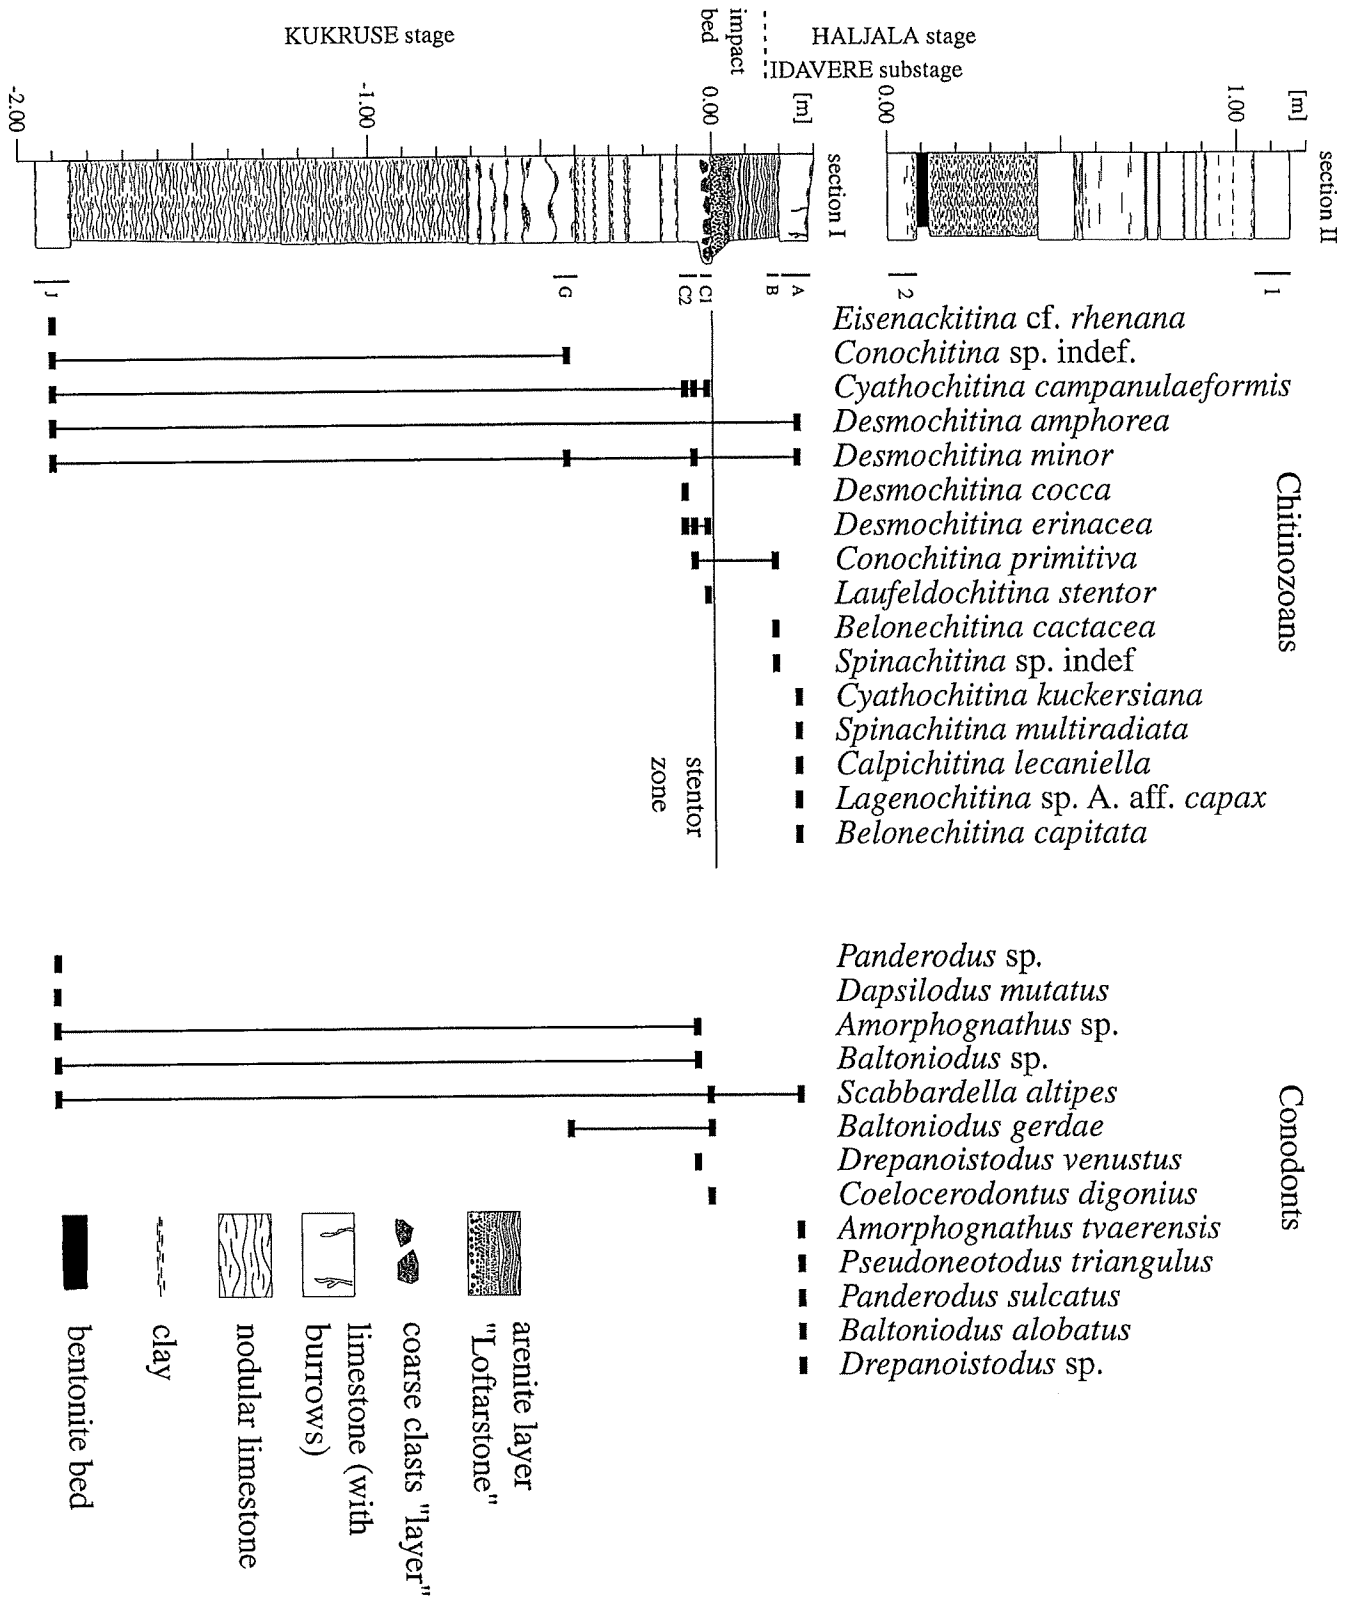 KUKRUSE stage
impact
bed
HALJALA stage
IDAVERE substage
-2.00
-1.00
0.00
[m]
0.00
1.00
[m]
section I
section II
J
G
C2
C1
B
A
2
1
Eisenackitina cf. rhenana
Conochitina sp. indef.
Cyathochitina campanulaeformis
Desmochitina amphorea
Desmochitina minor
Desmochitina cocca
Desmochitina erinacea
Conochitina primitiva
Laufeldochitina stentor
Belonechitina cactacea
Spinachitina sp. indef
Cyathochitina kuckersiana
Spinachitina multiradiata
Calpichitina lecaniella
Lagenochitina sp. A. aff. capax
Belonechitina capitata
Chitinozoans
stentor
zone
Panderodus sp.
Dapsilodus mutatus
Amorphognathus sp.
Baltoniodus sp.
Scabbardella altipes
Baltoniodus gerdae
Drepanoistodus venustus
Coelocerodontus digonius
Amorphognathus tvaerensis
Pseudoneotodus triangulus
Panderodus sulcatus
Baltoniodus alobatus
Drepanoistodus sp.
Conodonts
arenite layer
"Loftarstone"
coarse clasts "layer"
limestone (with
burrows)
nodular limestone
clay
bentonite bed